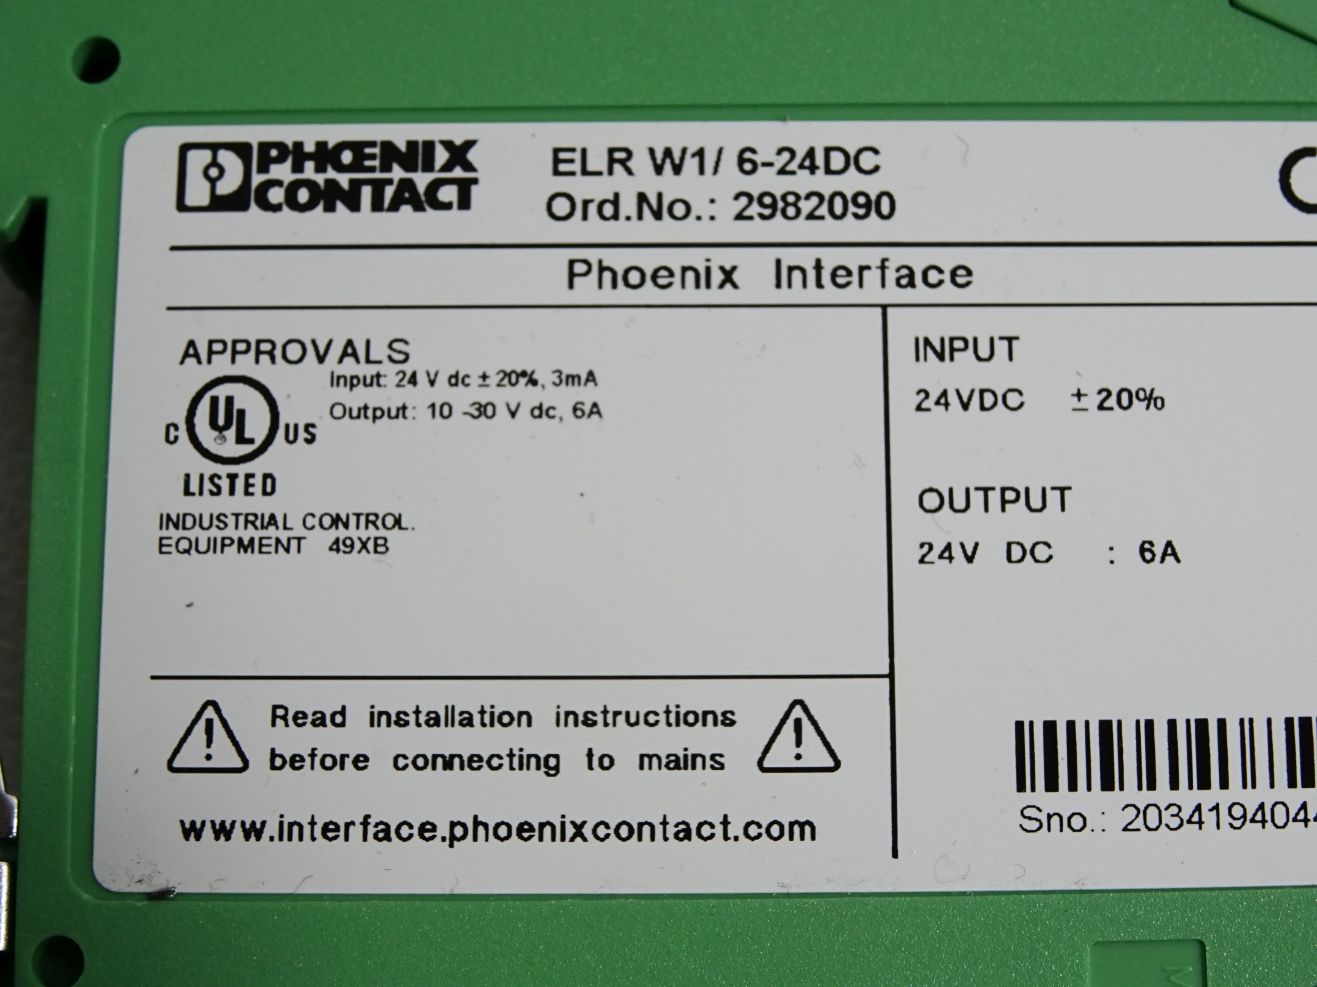 PHOENIX
CONTACT
ELR W1/ 6-24DC
Ord.No.: 2982090
Phoenix Interface
APPROVALS
Input: 24 V dc ± 20%, 3mA
Output: 10 -30 V dc, 6A
C UL US
LISTED
INDUSTRIAL CONTROL.
EQUIPMENT 49XB
INPUT
24VDC ± 20%
OUTPUT
24V DC : 6A
Read installation instructions
before connecting to mains
www.interface.phoenixcontact.com
Sno.: 203419404